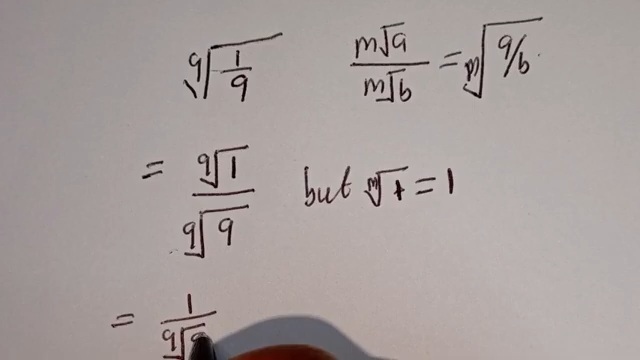 ⁹√(1/9) ᵐ√a / ᵐ√b = ᵐ√(a/b)
= ⁹√1 / ⁹√9 but ᵐ√1 = 1
= 1 / ⁹√9